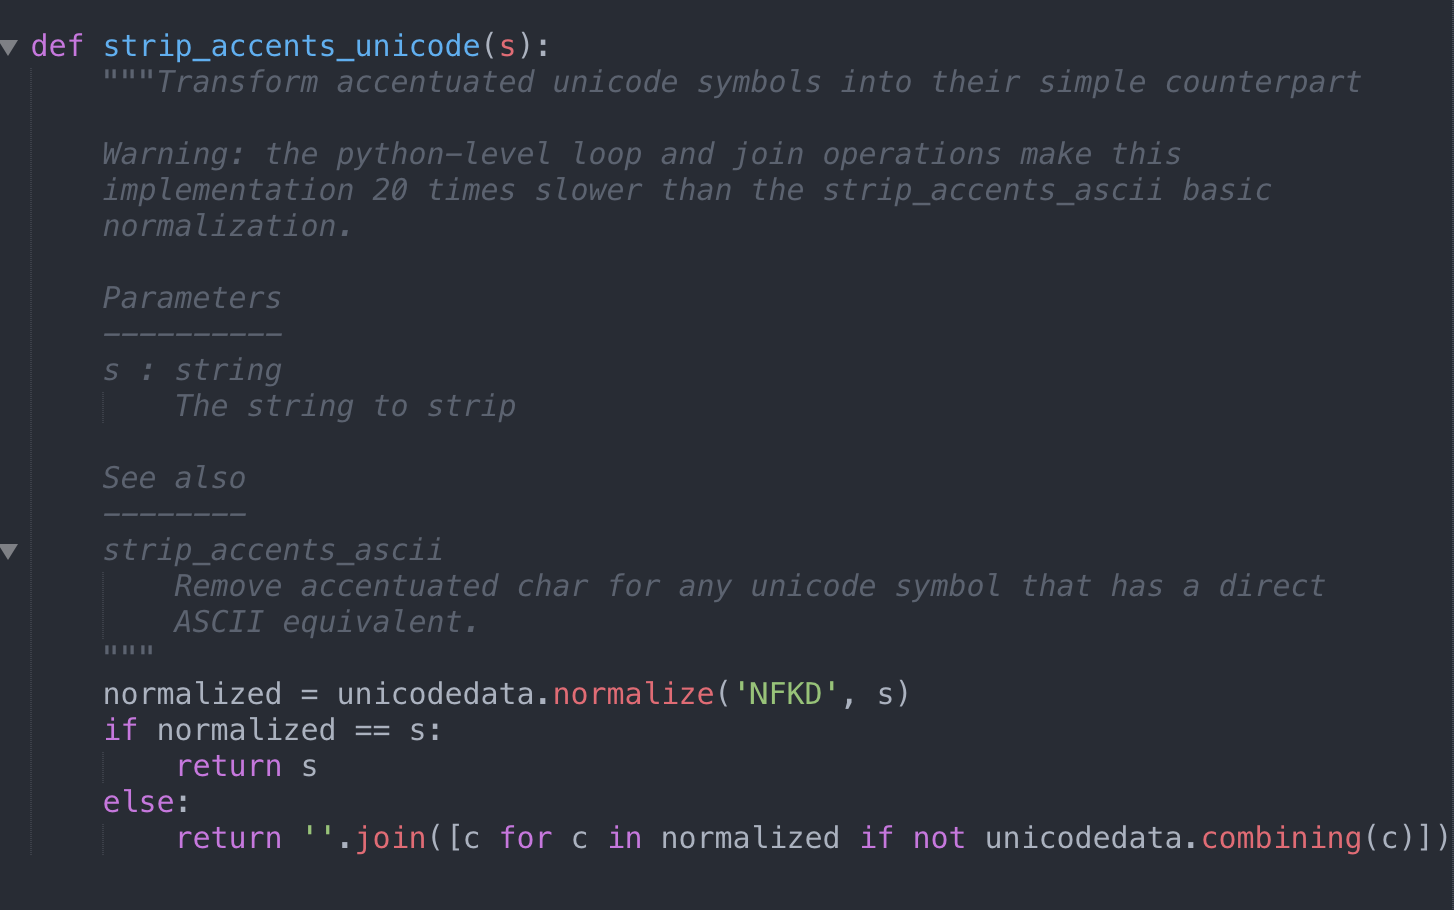 def strip_accents_unicode(s):
    """Transform accentuated unicode symbols into their simple counterpart

    Warning: the python-level loop and join operations make this
    implementation 20 times slower than the strip_accents_ascii basic
    normalization.

    Parameters
    ----------
    s : string
        The string to strip

    See also
    --------
    strip_accents_ascii
        Remove accentuated char for any unicode symbol that has a direct
        ASCII equivalent.
    """
    normalized = unicodedata.normalize('NFKD', s)
    if normalized == s:
        return s
    else:
        return ''.join([c for c in normalized if not unicodedata.combining(c)])